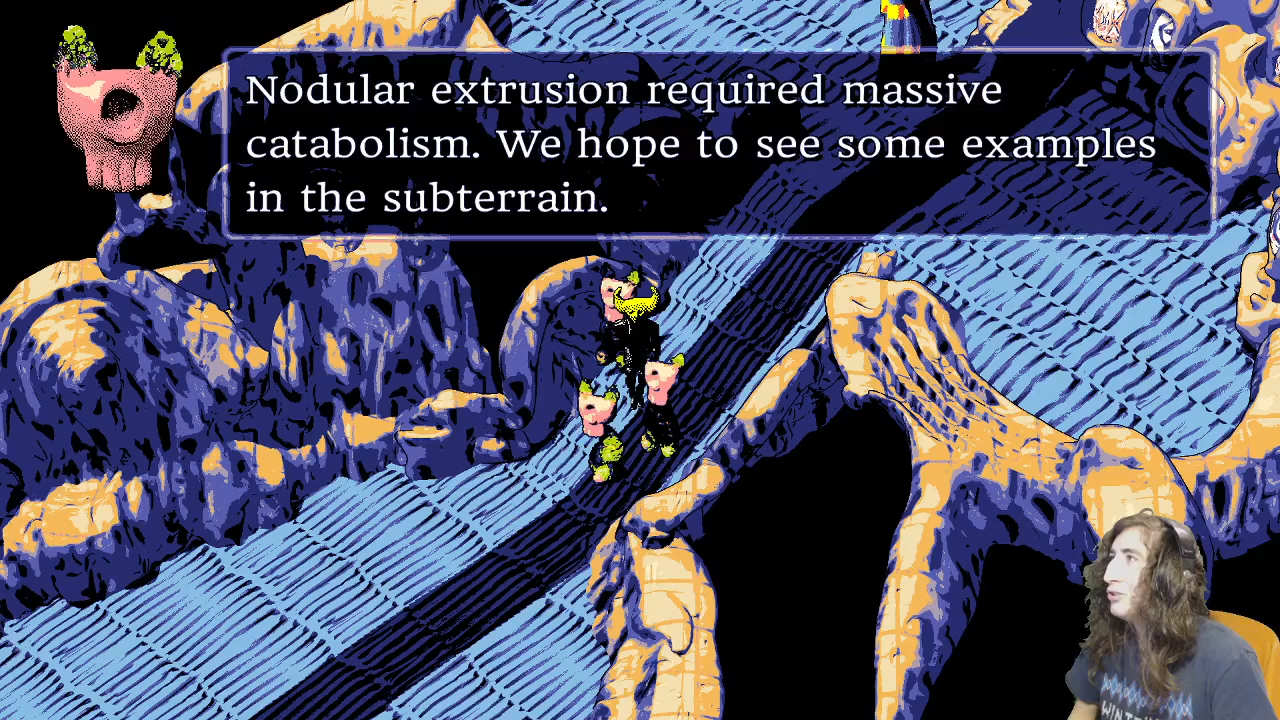 Nodular extrusion required massive
catabolism. We hope to see some examples
in the subterrain.